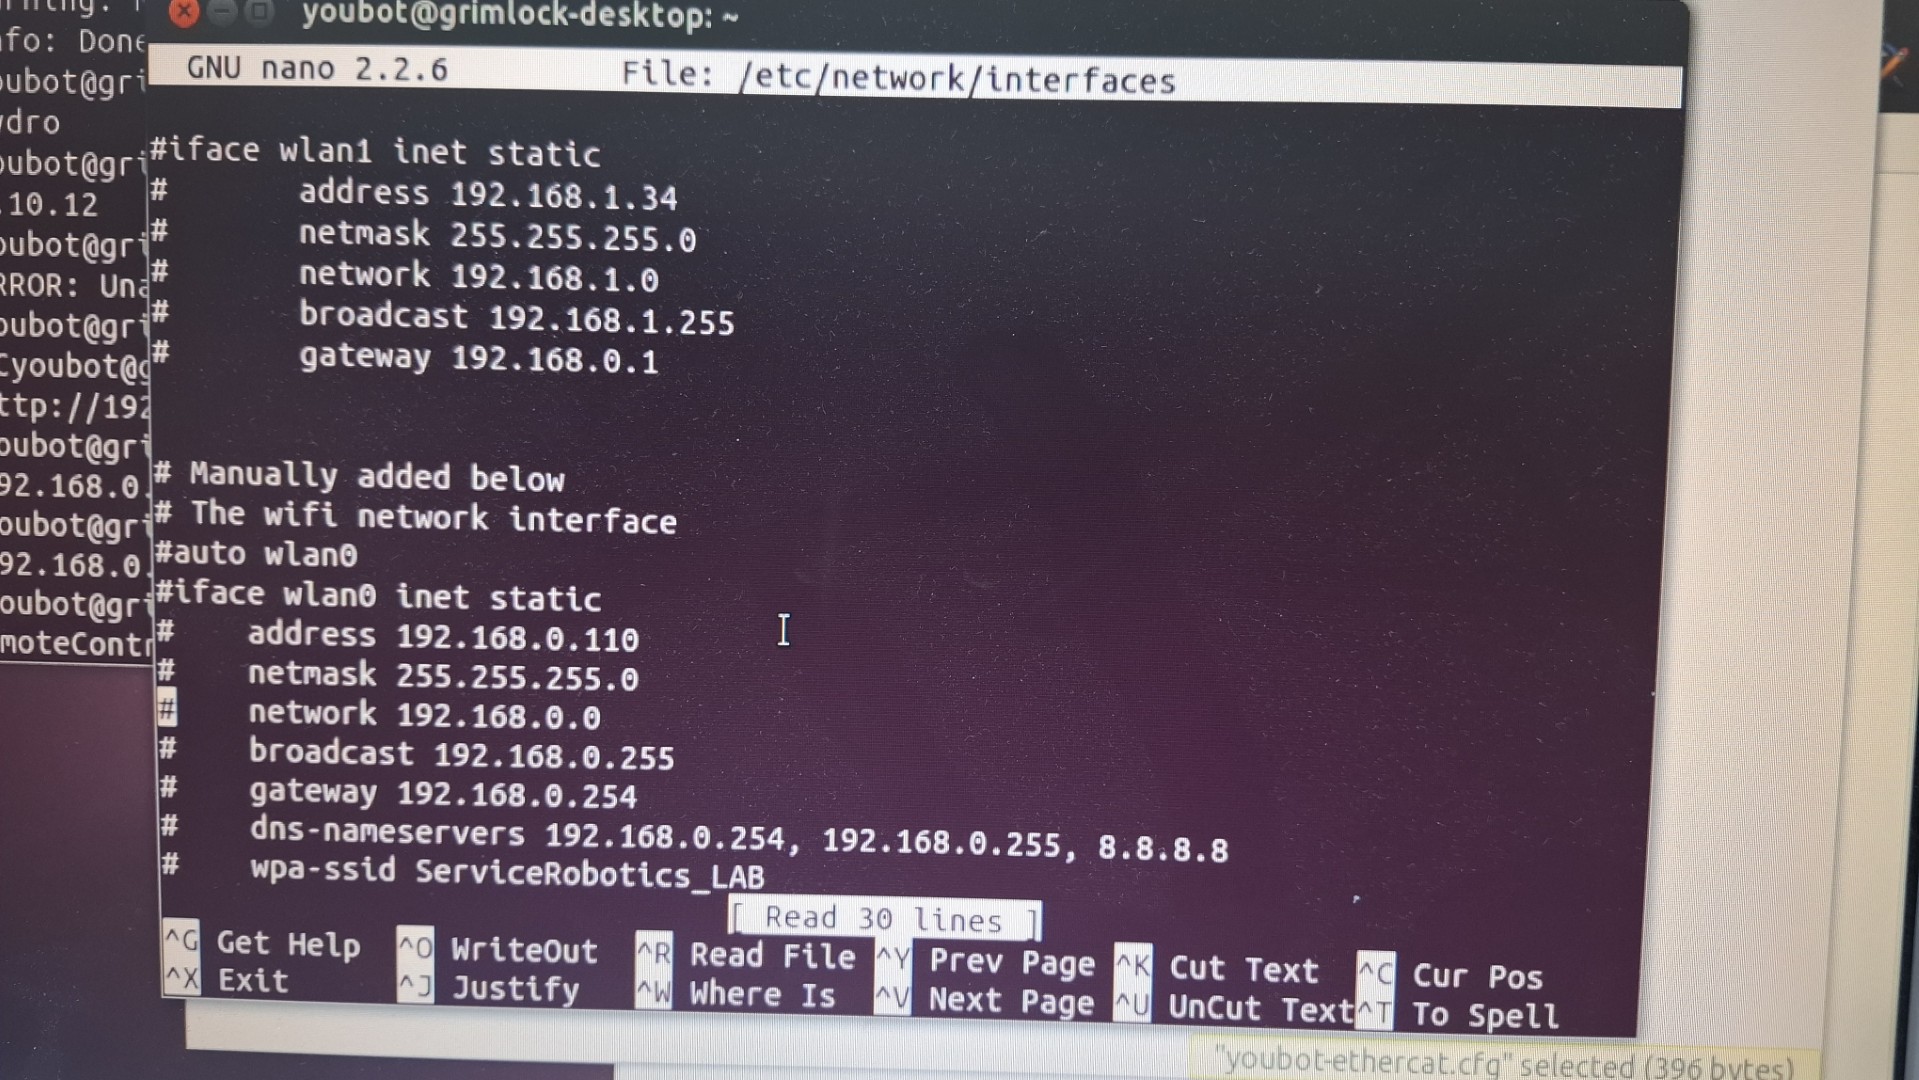 youbot@grimlock-desktop: ~
GNU nano 2.2.6 File: /etc/network/interfaces
#iface wlan1 inet static
# address 192.168.1.34
# netmask 255.255.255.0
# network 192.168.1.0
# broadcast 192.168.1.255
# gateway 192.168.0.1
# Manually added below
# The wifi network interface
#auto wlan0
#iface wlan0 inet static
# address 192.168.0.110
# netmask 255.255.255.0
# network 192.168.0.0
# broadcast 192.168.0.255
# gateway 192.168.0.254
# dns-nameservers 192.168.0.254, 192.168.0.255, 8.8.8.8
# wpa-ssid ServiceRobotics_LAB
[ Read 30 lines ]
^G Get Help ^O WriteOut ^R Read File ^Y Prev Page ^K Cut Text ^C Cur Pos
^X Exit ^J Justify ^W Where Is ^V Next Page ^U UnCut Text ^T To Spell
fo: Done
oubot@gri
ydro
oubot@gri
.10.12
oubot@gri
RROR: Una
oubot@gri
Cyoubot@g
ttp://192
oubot@gri
92.168.0.
oubot@gri
92.168.0.
oubot@gri
moteContr
"youbot-ethercat.cfg" selected (396 bytes)